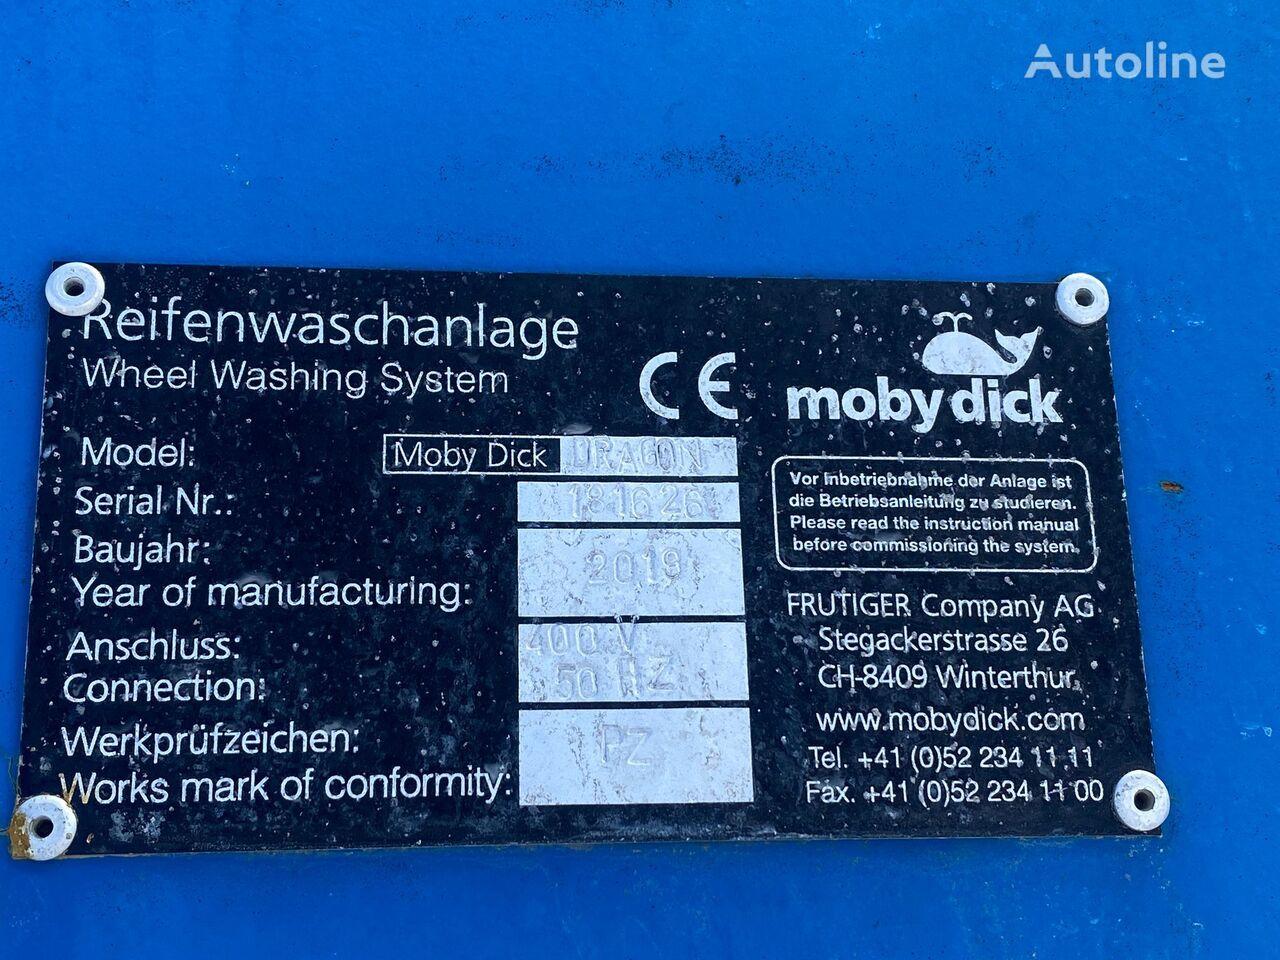 Autoline
Reifenwaschanlage
Wheel Washing System
CE
mobydick
Model: Moby Dick DRAGON
Serial Nr.: 181626
Baujahr:
Year of manufacturing: 2019
Anschluss: 400 V
Connection: 50 HZ
Werkprüfzeichen:
Works mark of conformity: PZ
Vor Inbetriebnahme der Anlage ist
die Betriebsanleitung zu studieren.
Please read the instruction manual
before commissioning the system.
FRUTIGER Company AG
Stegackerstrasse 26
CH-8409 Winterthur
www.mobydick.com
Tel. +41 (0)52 234 11 11
Fax. +41 (0)52 234 11 00